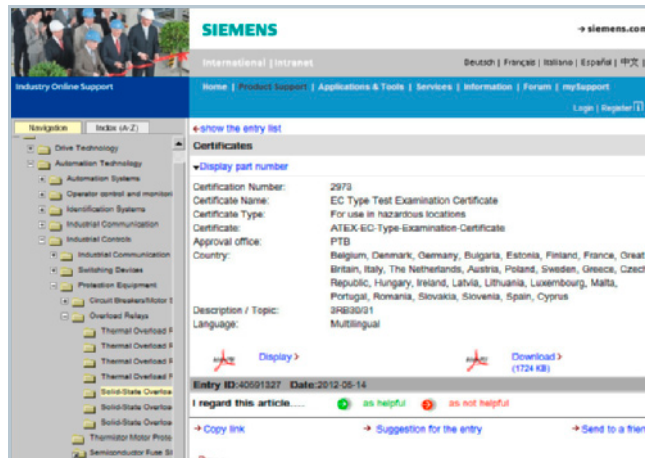 SIEMENS
→ siemens.com
International | Intranet
Deutsch | Français | Italiano | Español | 中文 |
Industry Online Support
Home | Product Support | Applications & Tools | Services | Information | Forum | mySupport
Login | Register
Navigation
Index (A-Z)
Drive Technology
Automation Technology
Automation Systems
Operator control and monitori
Identification Systems
Industrial Communication
Industrial Controls
Industrial Communication
Switching Devices
Protection Equipment
Circuit Breakers/Motor S
Overload Relays
Thermal Overload R
Thermal Overload R
Thermal Overload R
Thermal Overload R
Solid-State Overloa
Solid-State Overloa
Solid-State Overloa
Thermistor Motor Prote
Semiconductor Fuse Sl
←show the entry list
Certificates
Display part number
Certification Number: 2973
Certificate Name: EC Type Test Examination Certificate
Certificate Type: For use in hazardous locations
Certificate: ATEX-EC-Type-Examination-Certificate
Approval office: PTB
Country: Belgium, Denmark, Germany, Bulgaria, Estonia, Finland, France, Great
Britain, Italy, The Netherlands, Austria, Poland, Sweden, Greece, Czech
Republic, Hungary, Ireland, Latvia, Lithuania, Luxembourg, Malta,
Portugal, Romania, Slovakia, Slovenia, Spain, Cyprus
Description / Topic: 3RB30/31
Language: Multilingual
Display >
Download >
(1724 KB)
Entry ID:40591327 Date:2012-05-14
I regard this article.....
as helpful
as not helpful
→ Copy link
→ Suggestion for the entry
→ Send to a frien